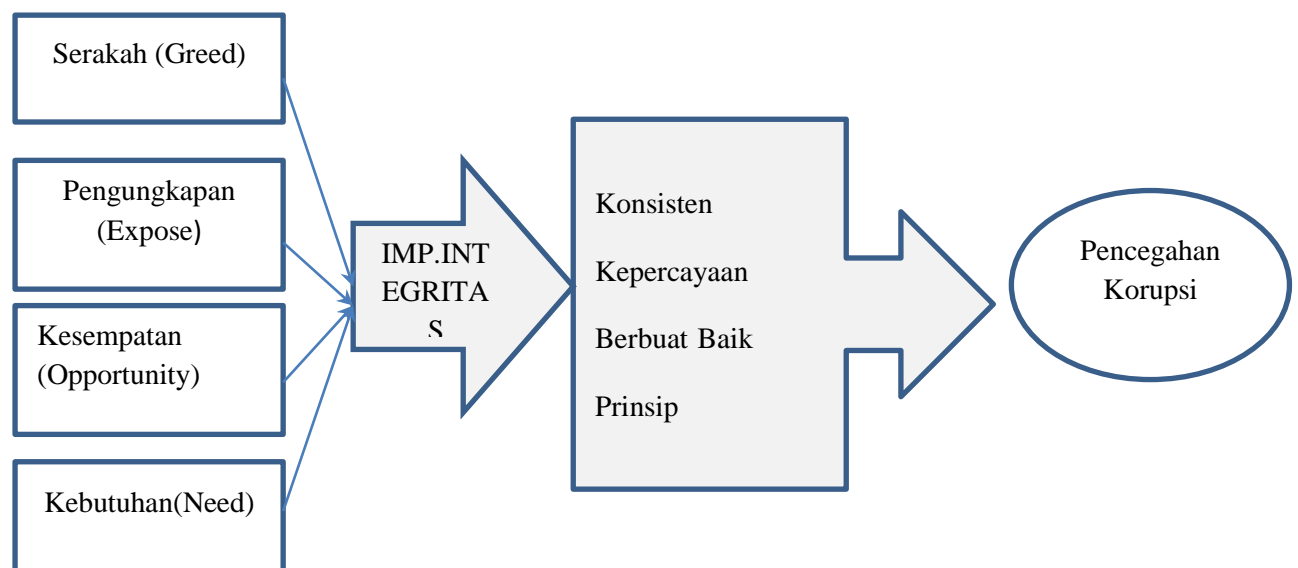 Serakah (Greed)
Pengungkapan
(Expose)
Kesempatan
(Opportunity)
Kebutuhan(Need)
IMP.INT
EGRITA
S
Konsisten
Kepercayaan
Berbuat Baik
Prinsip
Pencegahan
Korupsi